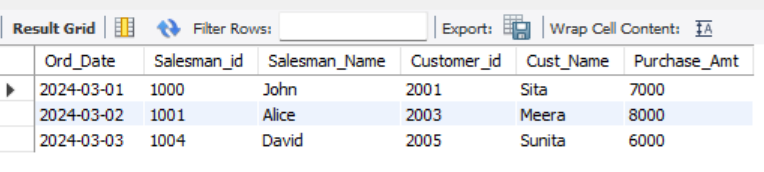 Result Grid Filter Rows: Export: Wrap Cell Content: IA
Ord_Date Salesman_id Salesman_Name Customer_id Cust_Name Purchase_Amt
2024-03-01 1000 John 2001 Sita 7000
2024-03-02 1001 Alice 2003 Meera 8000
2024-03-03 1004 David 2005 Sunita 6000